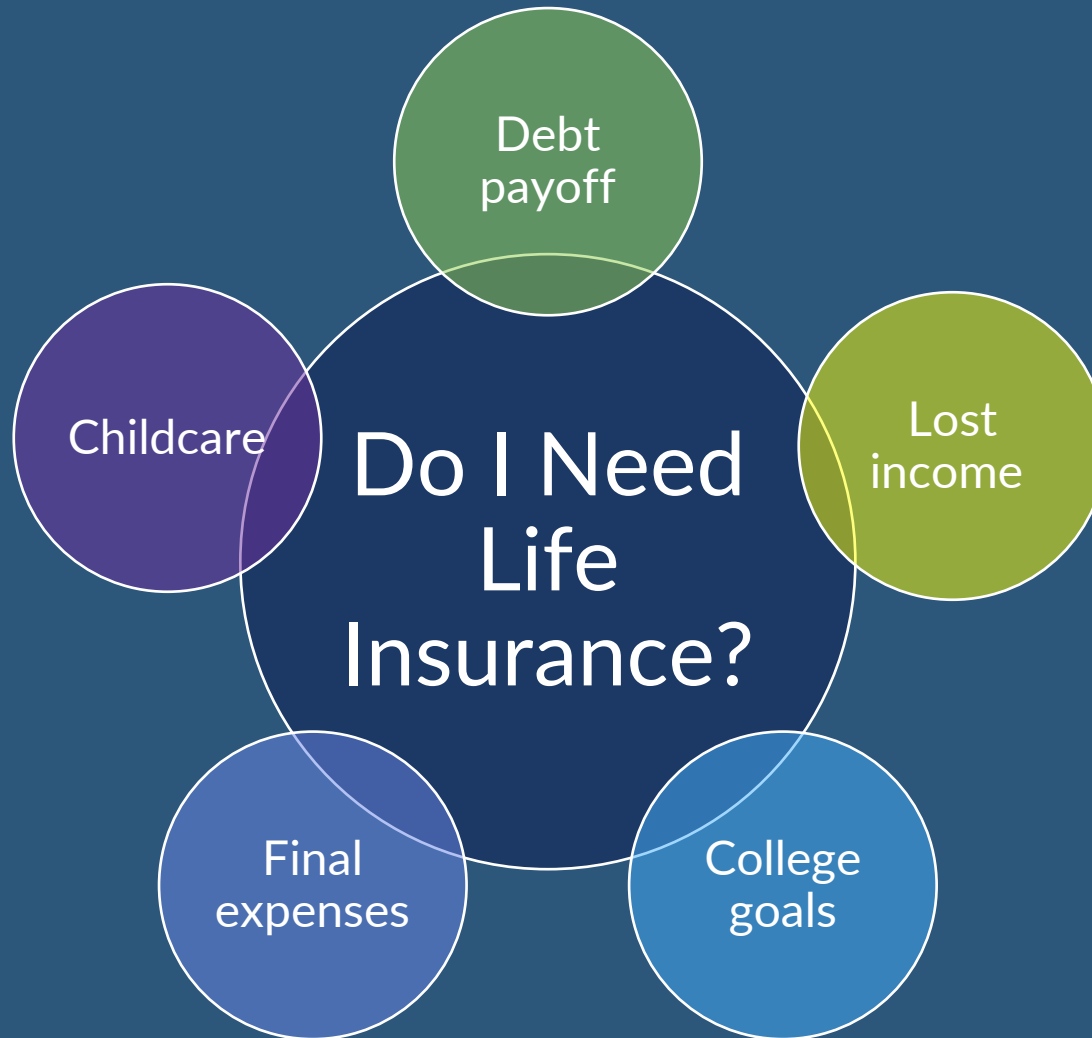 Debt
payoff
Childcare
Lost
income
Do I Need
Life
Insurance?
Final
expenses
College
goals